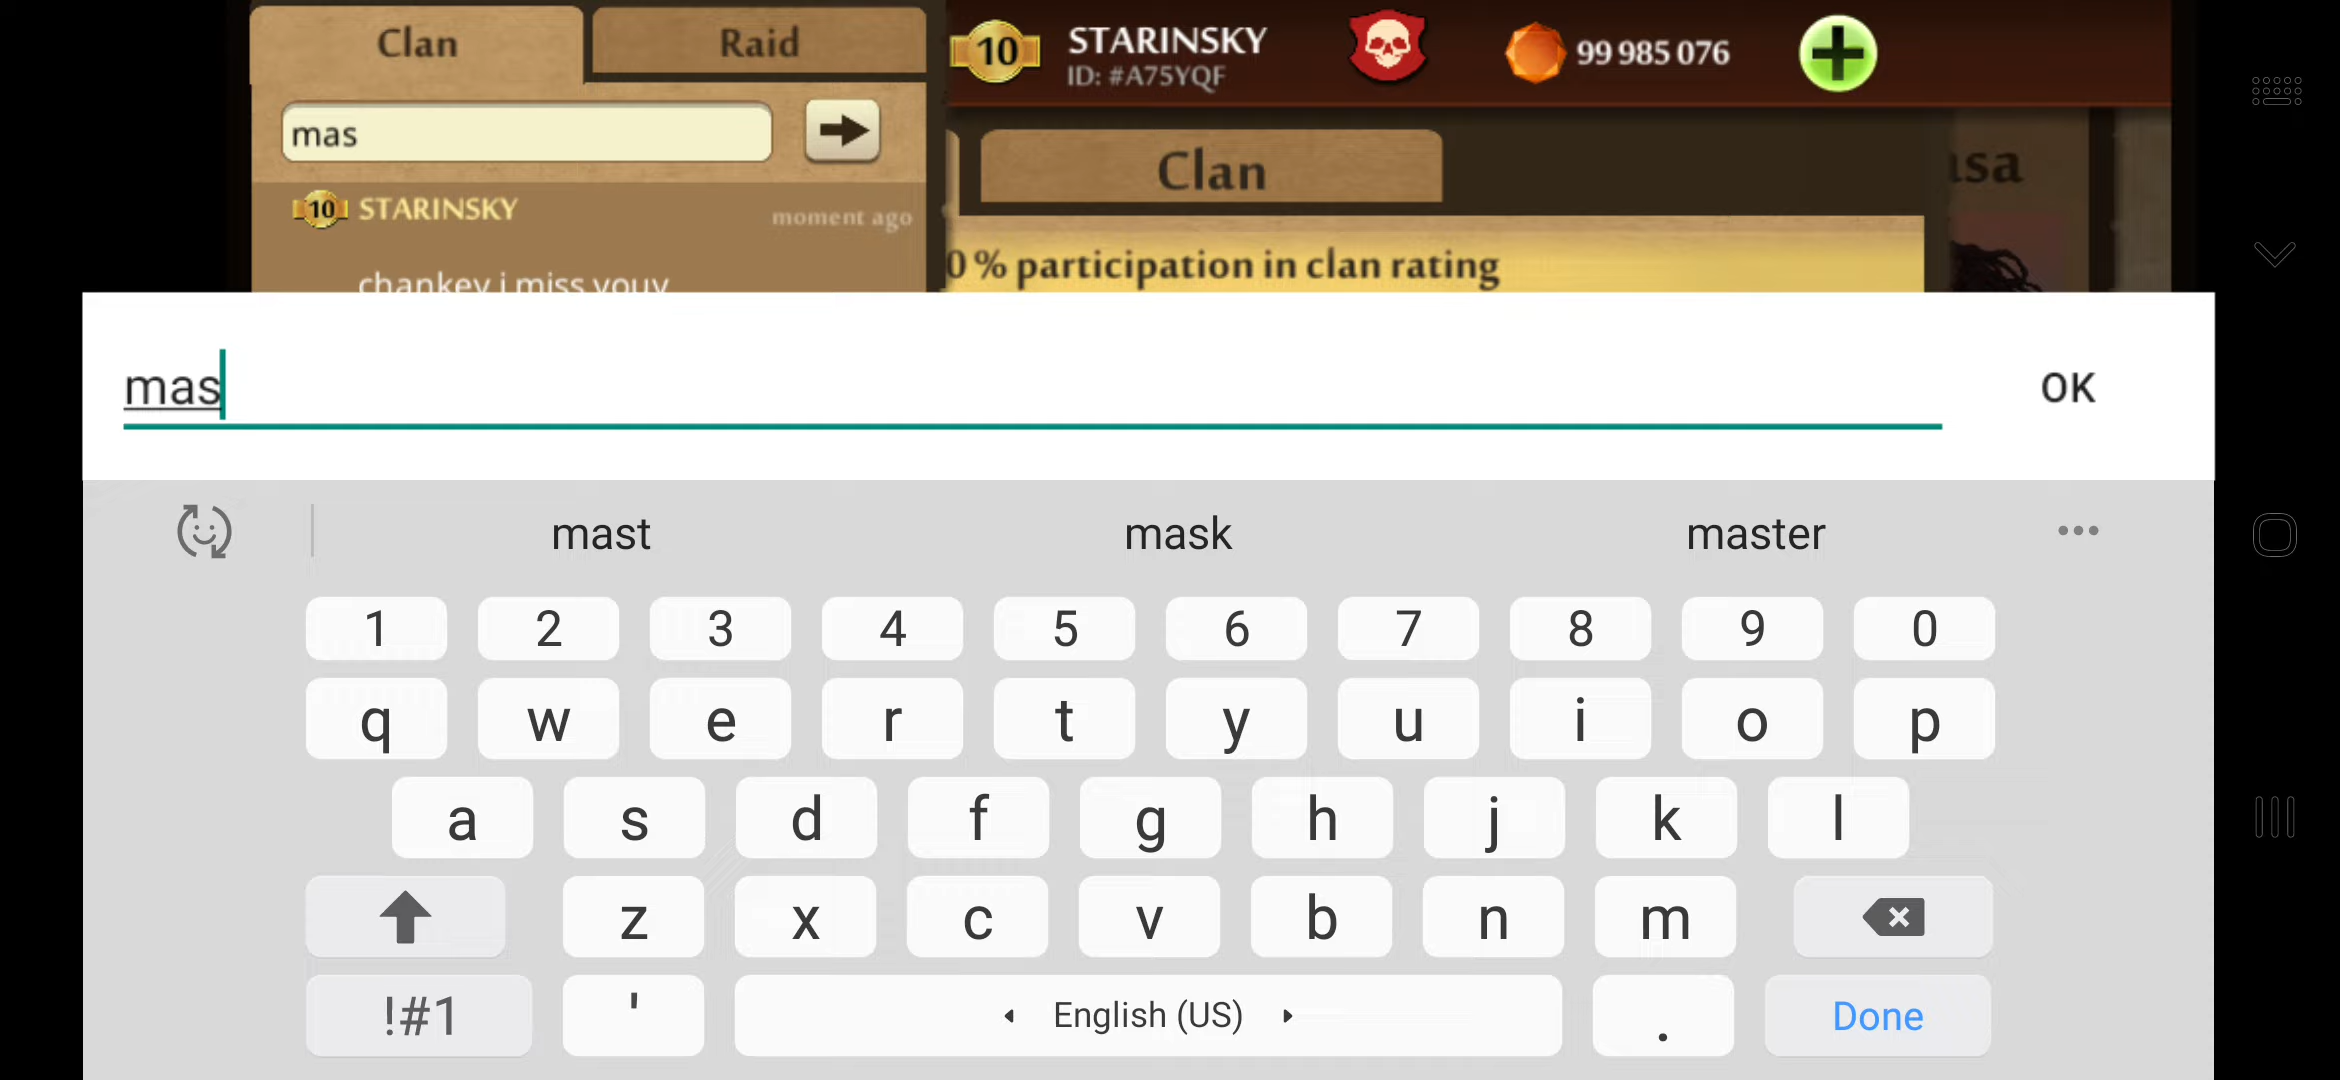 Clan
Raid
10
STARINSKY
ID: #A75YQF
99 985 076
mas
Clan
10
STARINSKY
moment ago
chankey i miss youy
0 % participation in clan rating
mas
OK
mast
mask
master
1 2 3 4 5 6 7 8 9 0
q w e r t y u i o p
a s d f g h j k l
z x c v b n m
!#1 ' English (US) . Done